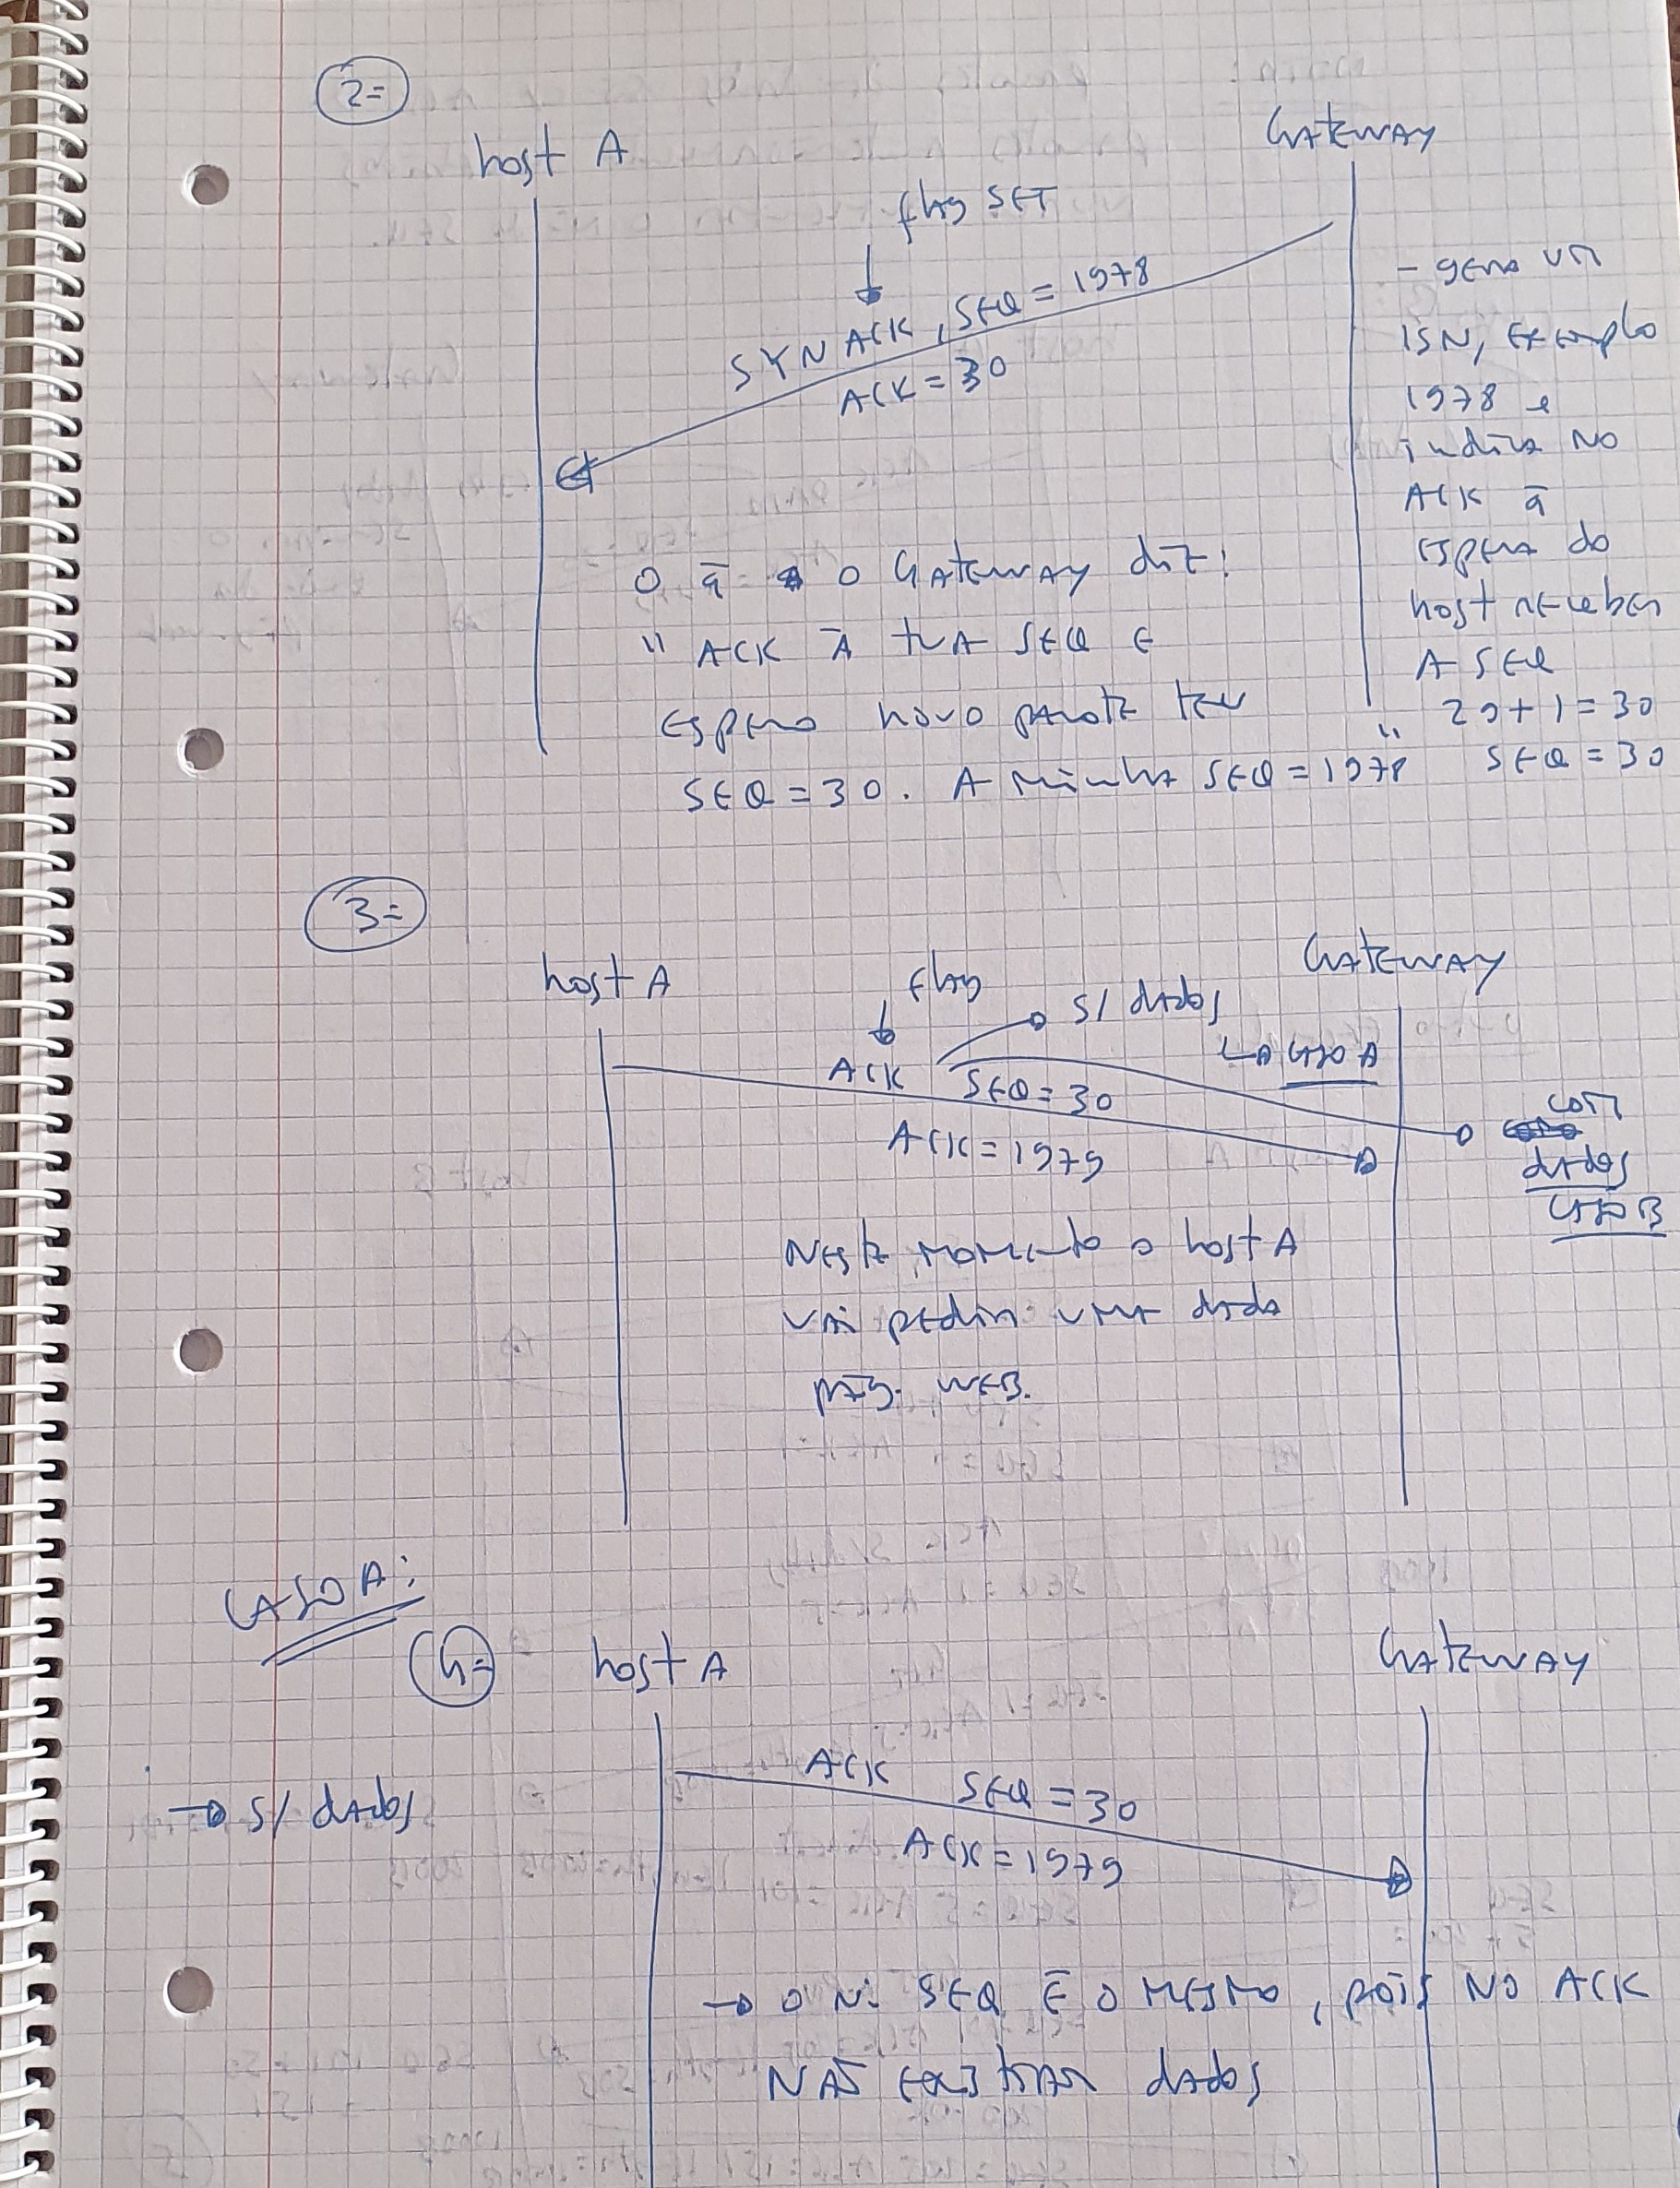 2=
host A
Gateway
flag SET
SYN ACK, SEQ = 1978
ACK = 30
- gera um
ISN, exemplo
1978 e
indica no
ACK q̄
espera do
host receber
A SEQ
29 + 1 = 30
SEQ = 30
O q̄ o Gateway diz:
"ACK À tua SEQ e
espero novo pacote ter
SEQ = 30. A minha SEQ = 1978"
3=
host A
Gateway
flag
s/ dados
↳ caso A
ACK
SEQ = 30
ACK = 1979
com
dados
caso B
Neste momento o host A
vai pedir uma dada
pág. WEB.
CASO A:
4=
host A
Gateway
→ s/ dados
ACK SEQ = 30
ACK = 1979
→ o n. SEQ é o mesmo, pois no ACK
não dados